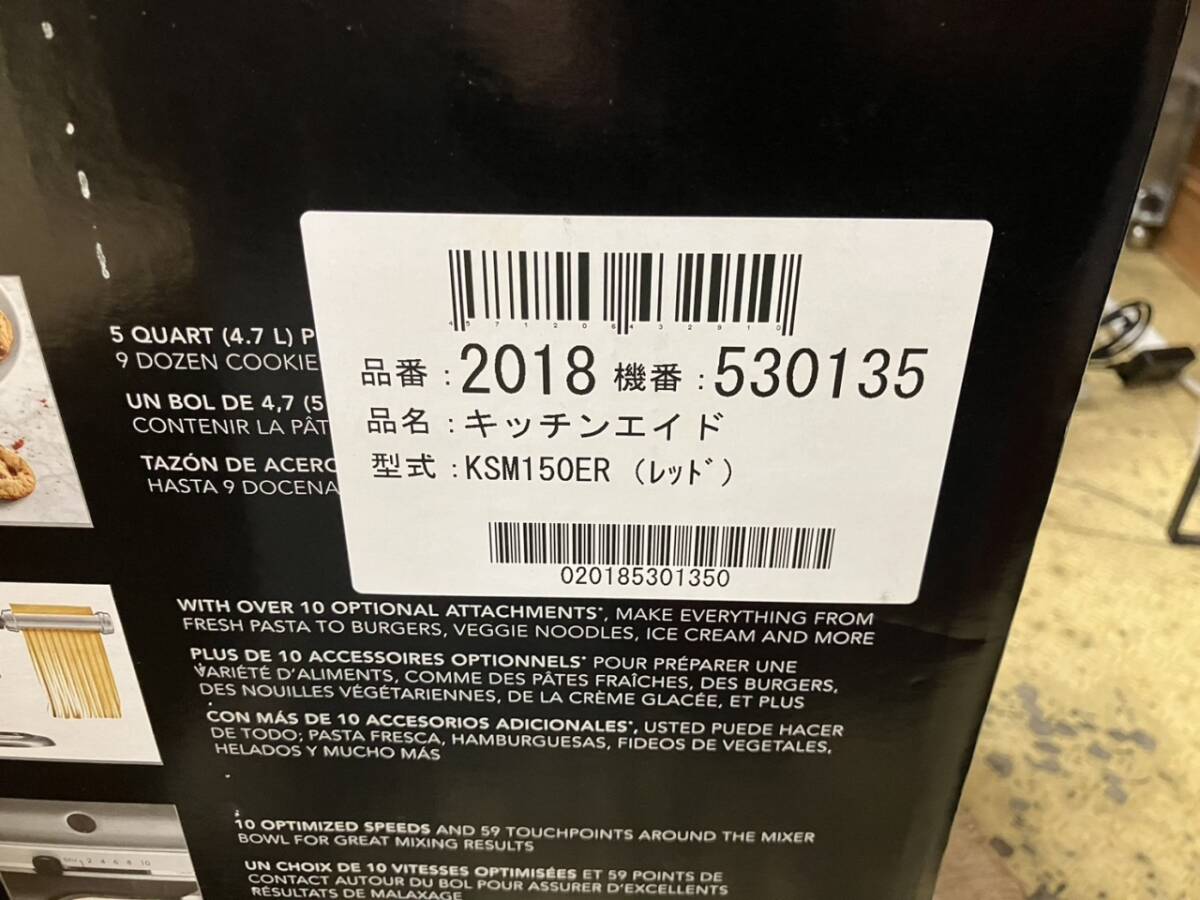 4571206432910
品番:2018 機番:530135
品名:キッチンエイド
型式:KSM150ER (レッド)
020185301350
5 QUART (4.7 L) P
9 DOZEN COOKIE
UN BOL DE 4,7 (5
CONTENIR LA PÂT
TAZÓN DE ACERO
HASTA 9 DOCENA
WITH OVER 10 OPTIONAL ATTACHMENTS*, MAKE EVERYTHING FROM
FRESH PASTA TO BURGERS, VEGGIE NOODLES, ICE CREAM AND MORE
PLUS DE 10 ACCESSOIRES OPTIONNELS* POUR PRÉPARER UNE
VARIÉTÉ D'ALIMENTS, COMME DES PÂTES FRAÎCHES, DES BURGERS,
DES NOUILLES VÉGÉTARIENNES, DE LA CRÈME GLACÉE, ET PLUS
CON MÁS DE 10 ACCESORIOS ADICIONALES*, USTED PUEDE HACER
DE TODO; PASTA FRESCA, HAMBURGUESAS, FIDEOS DE VEGETALES,
HELADOS Y MUCHO MÁS
10 OPTIMIZED SPEEDS AND 59 TOUCHPOINTS AROUND THE MIXER
BOWL FOR GREAT MIXING RESULTS
UN CHOIX DE 10 VITESSES OPTIMISÉES ET 59 POINTS DE
CONTACT AUTOUR DU BOL POUR ASSURER D'EXCELLENTS
RÉSULTATS DE MALAXAGE
2 4 6 8 10